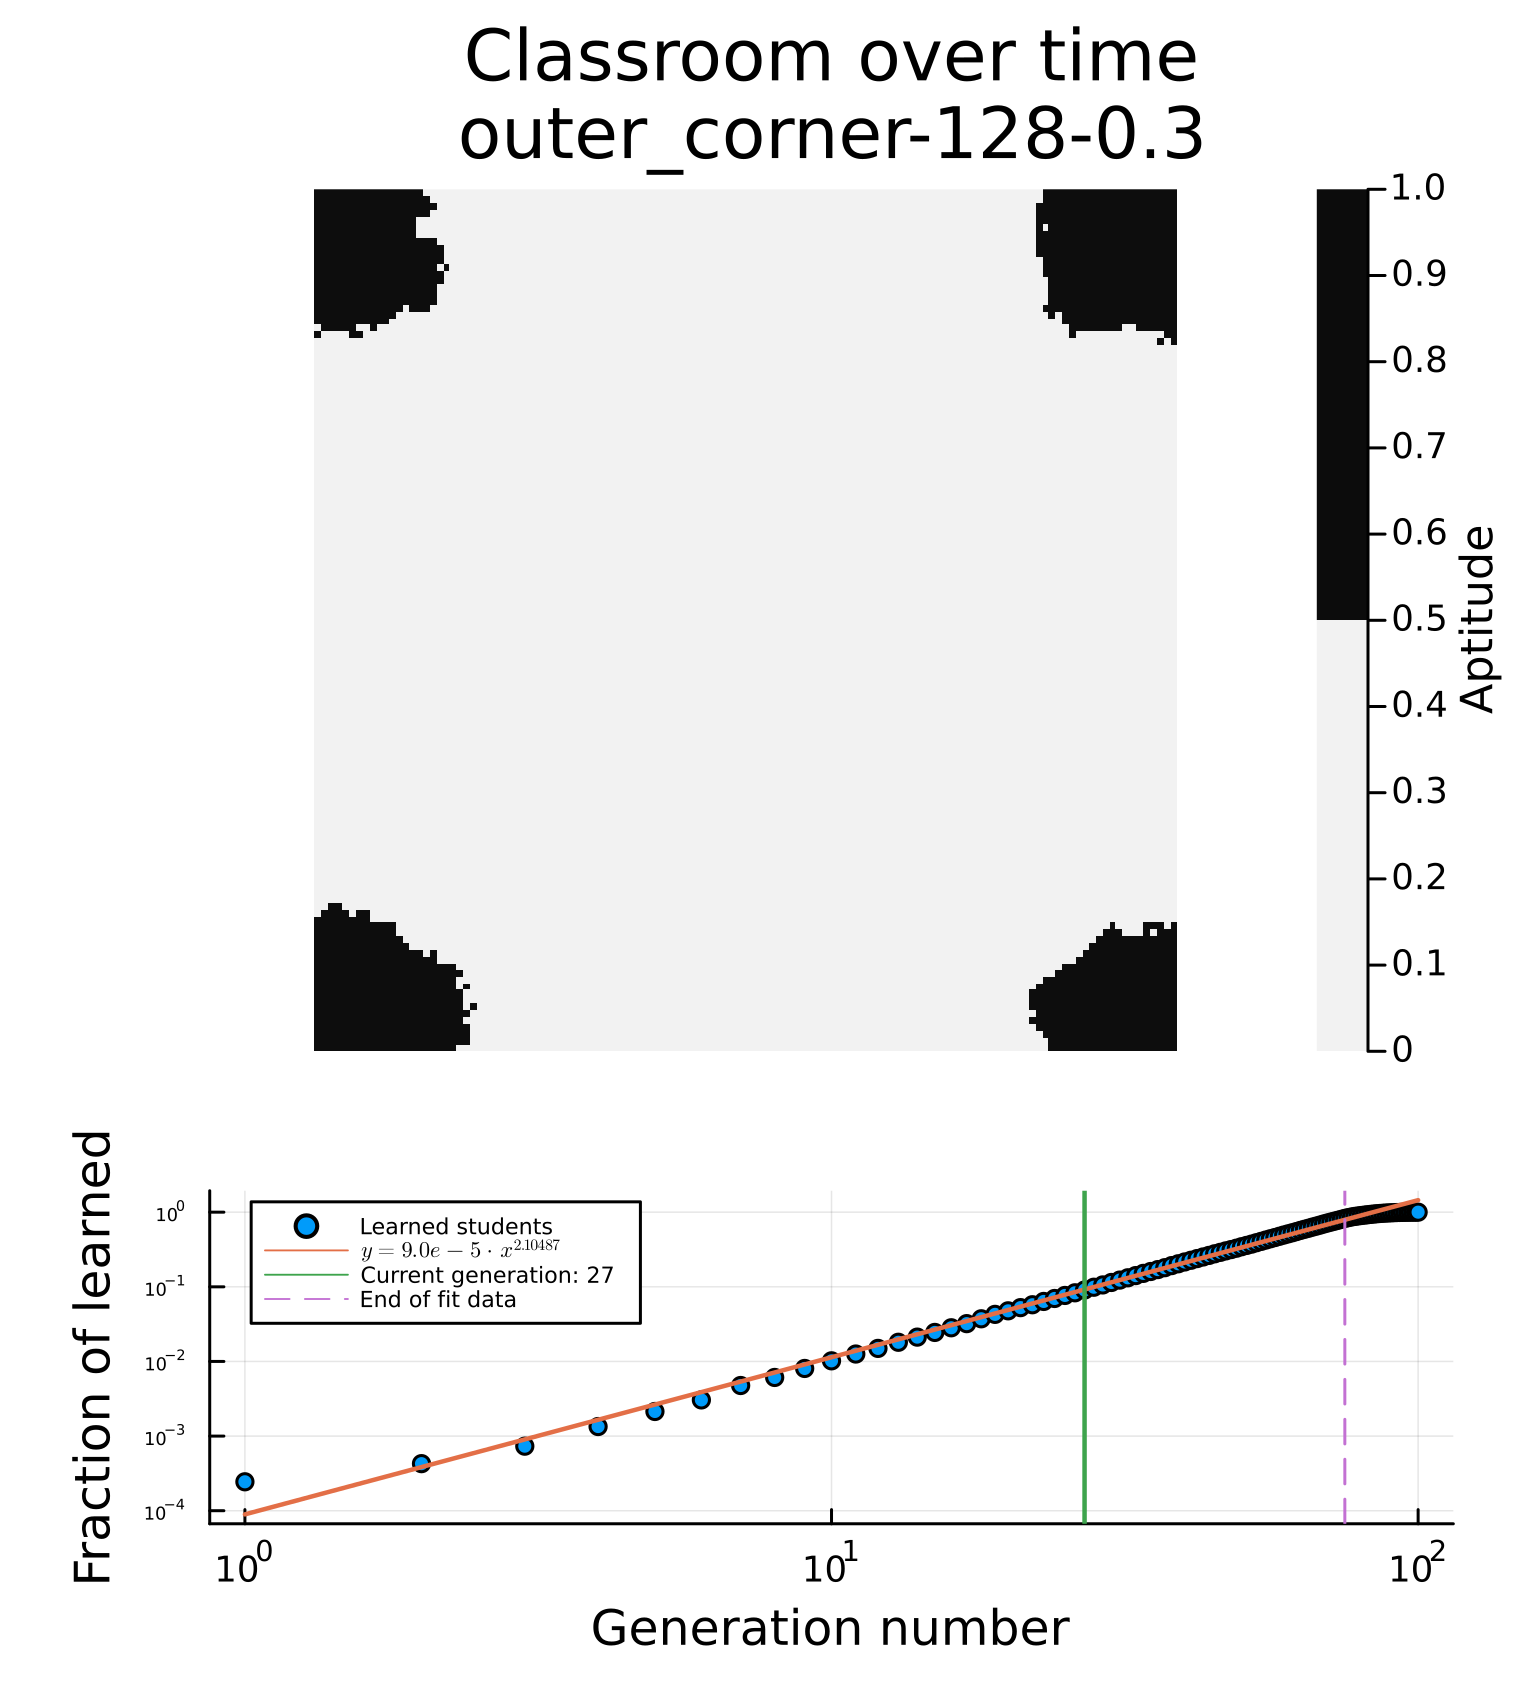 Classroom over time
outer_corner-128-0.3
1.0
0.9
0.8
0.7
0.6
0.5
0.4
0.3
0.2
0.1
0
Aptitude
Fraction of learned
10^0
10^-1
10^-2
10^-3
10^-4
Learned students
y = 9.0e − 5 · x^2.10487
Current generation: 27
End of fit data
10^0
10^1
10^2
Generation number